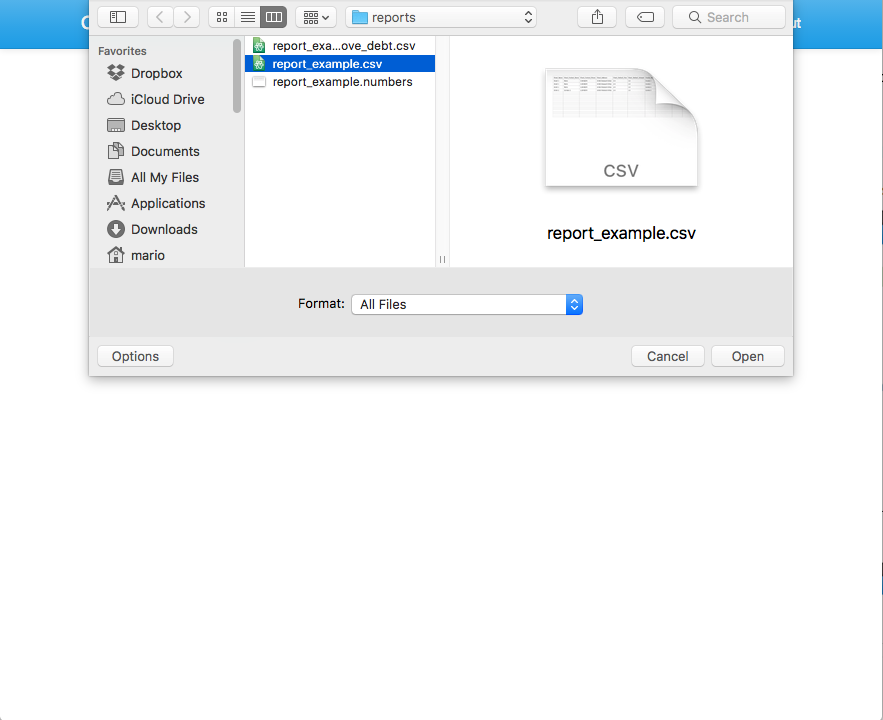 reports
Search
Favorites
Dropbox
iCloud Drive
Desktop
Documents
All My Files
Applications
Downloads
mario
report_exa...ove_debt.csv
report_example.csv
report_example.numbers
CSV
report_example.csv
Format:
All Files
Options
Cancel
Open